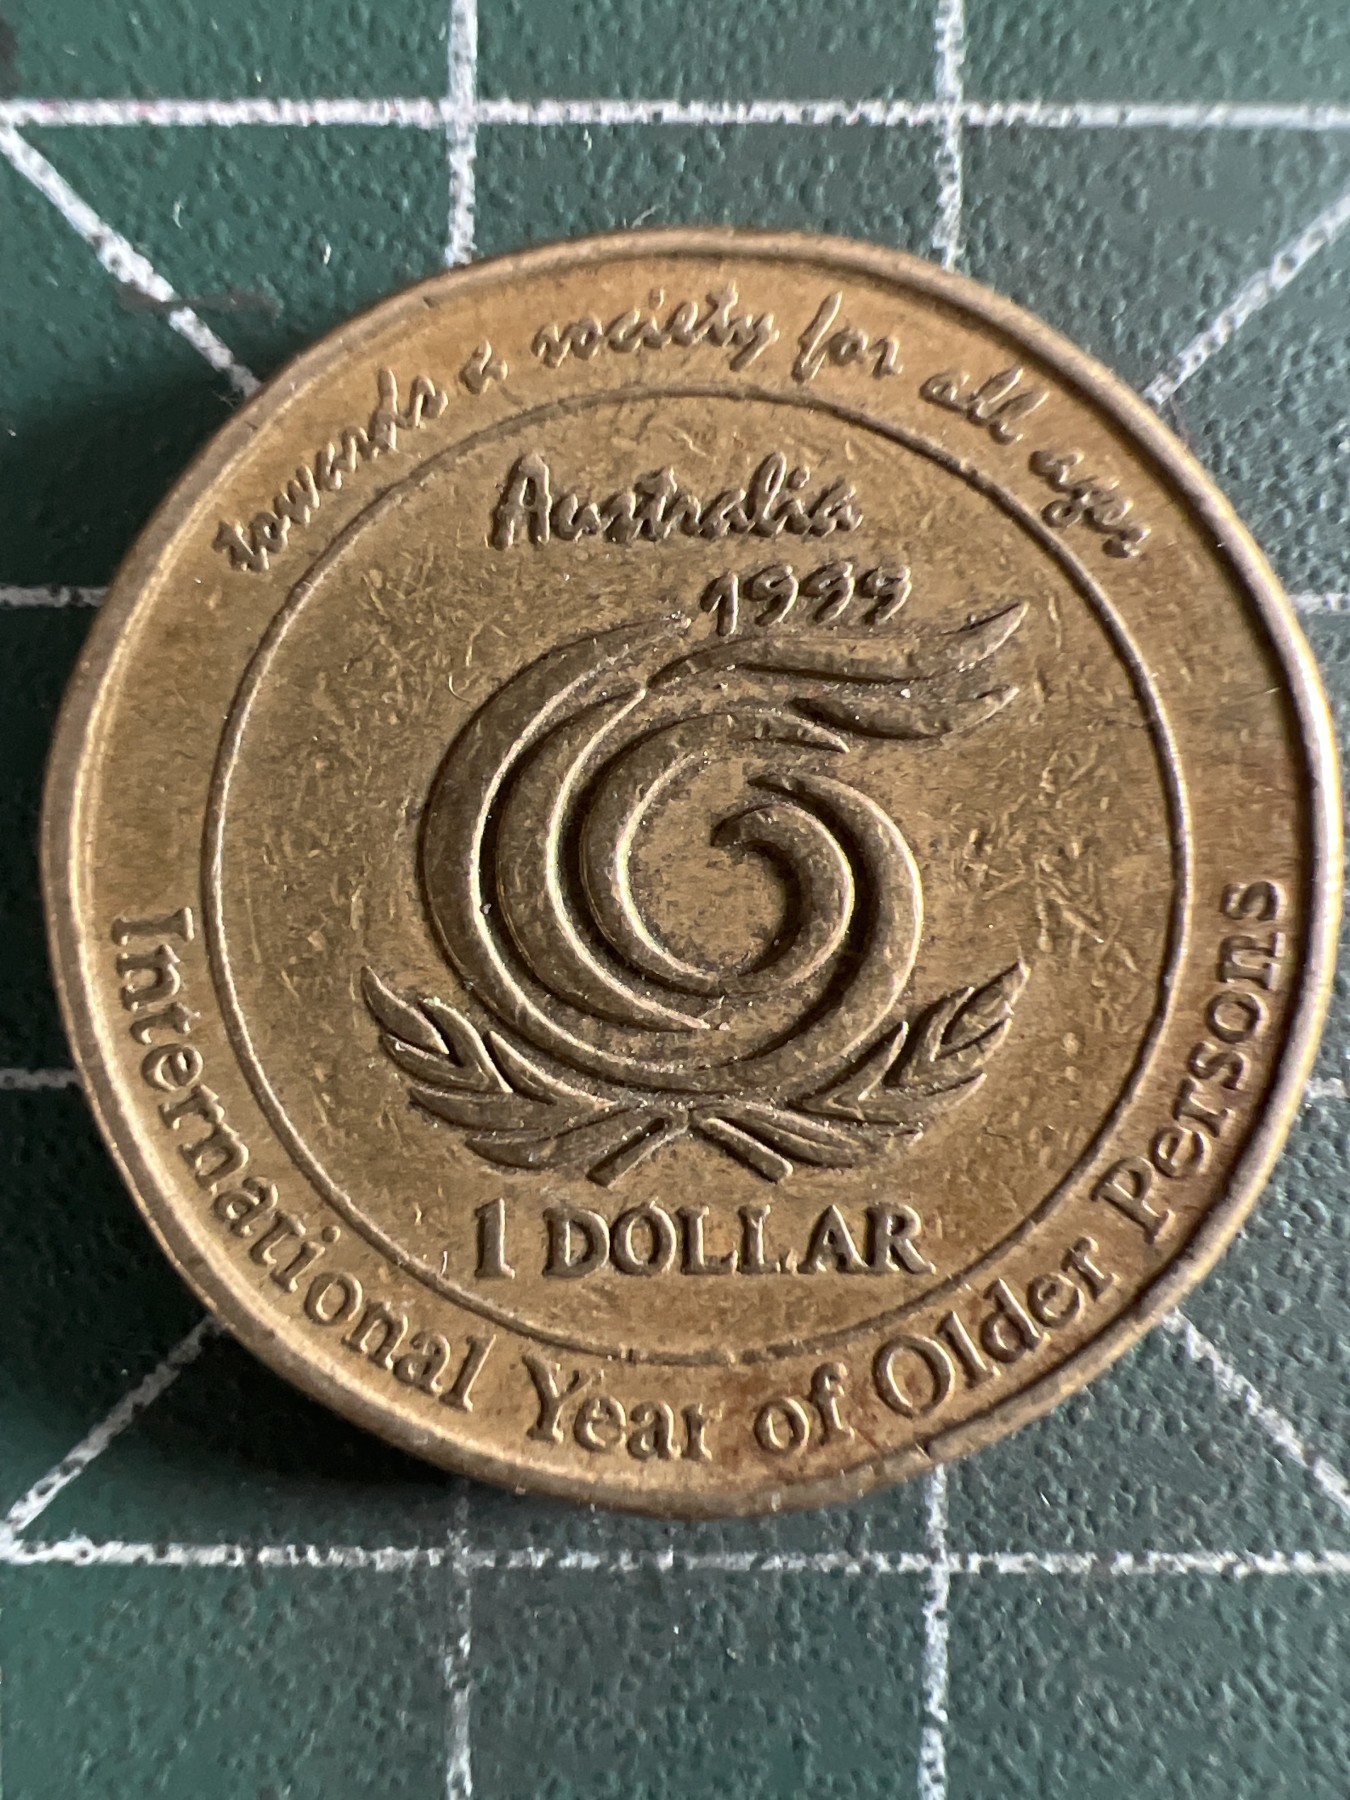 towards a society for all ages
Australia
1999
1 DOLLAR
International Year of Older Persons